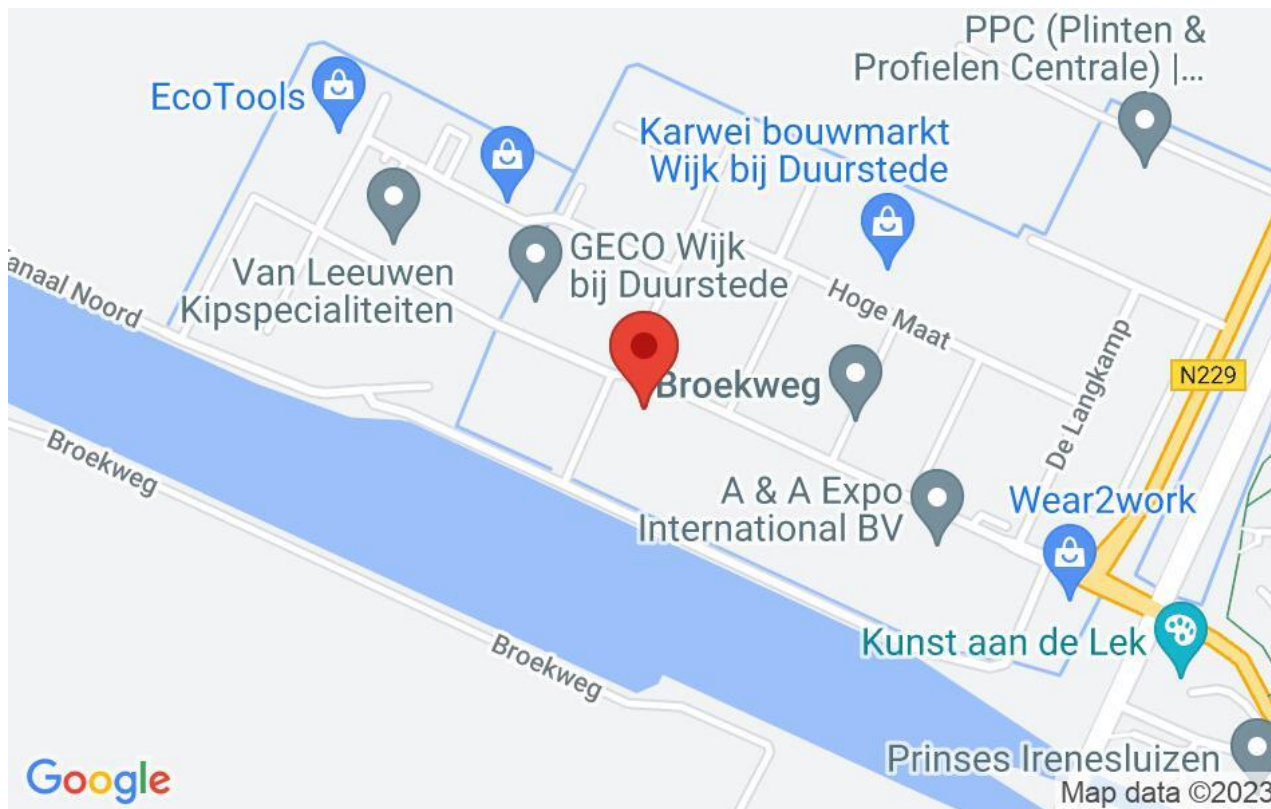 PPC (Plinten &
Profielen Centrale) |...
EcoTools
Karwei bouwmarkt
Wijk bij Duurstede
GECO Wijk
bij Duurstede
Van Leeuwen
Kipspecialiteiten
Kanaal Noord
Hoge Maat
De Langkamp
N229
Broekweg
Broekweg
A & A Expo
International BV
Wear2work
Kunst aan de Lek
Broekweg
Prinses Irenesluizen
Google
Map data ©2023